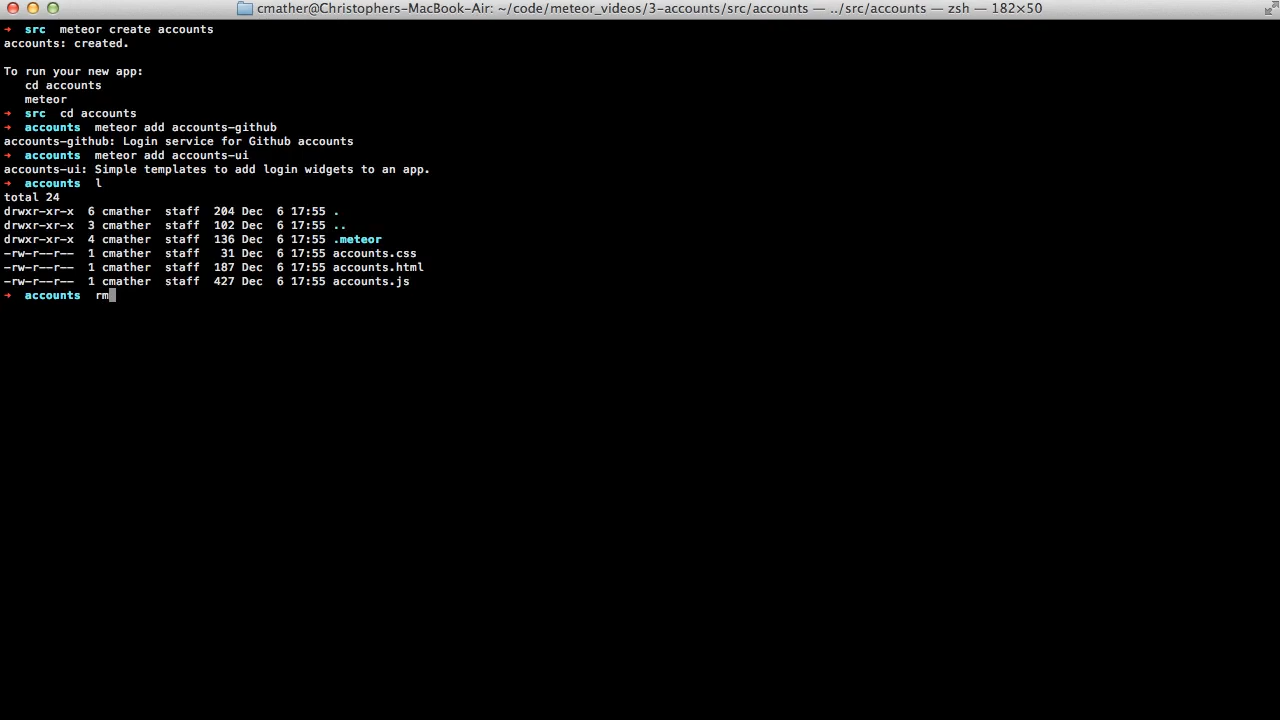 cmather@Christophers-MacBook-Air: ~/code/meteor_videos/3-accounts/src/accounts — ../src/accounts — zsh — 182×50
➜  src  meteor create accounts
accounts: created.
To run your new app:
   cd accounts
   meteor
➜  src  cd accounts
➜  accounts  meteor add accounts-github
accounts-github: Login service for Github accounts
➜  accounts  meteor add accounts-ui
accounts-ui: Simple templates to add login widgets to an app.
➜  accounts  l
total 24
drwxr-xr-x  6 cmather  staff  204 Dec  6 17:55 .
drwxr-xr-x  3 cmather  staff  102 Dec  6 17:55 ..
drwxr-xr-x  4 cmather  staff  136 Dec  6 17:55 .meteor
-rw-r--r--  1 cmather  staff   31 Dec  6 17:55 accounts.css
-rw-r--r--  1 cmather  staff  187 Dec  6 17:55 accounts.html
-rw-r--r--  1 cmather  staff  427 Dec  6 17:55 accounts.js
➜  accounts  rm